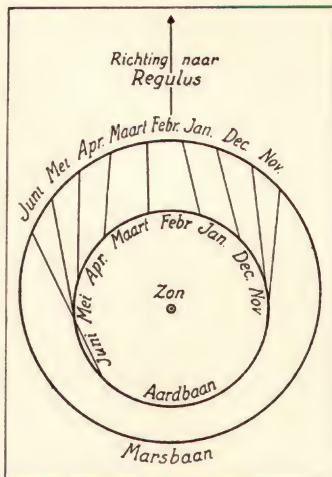 Richting naar
Regulus
Juni Mei Apr. Maart Febr. Jan. Dec. Nov.
Juni Mei Apr. Maart Febr Jan. Dec. Nov
Zon
Aardbaan
Marsbaan